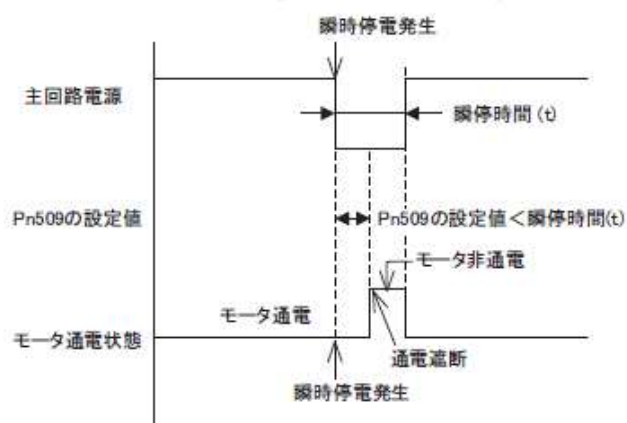 瞬時停電発生
主回路電源
瞬停時間(t)
Pn509の設定値
Pn509の設定値<瞬停時間(t)
モータ非通電
モータ通電
モータ通電状態
通電遮断
瞬時停電発生